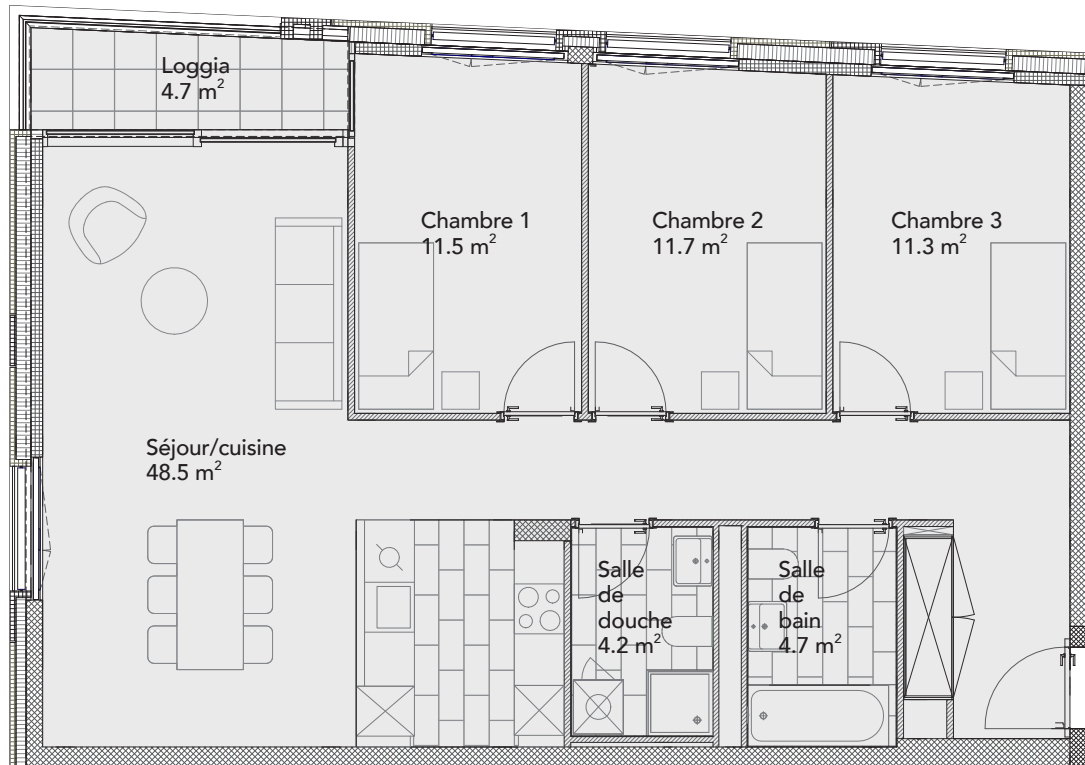 Loggia
4.7 m²
Chambre 1
11.5 m²
Chambre 2
11.7 m²
Chambre 3
11.3 m²
Séjour/cuisine
48.5 m²
Salle
de
douche
4.2 m²
Salle
de
bain
4.7 m²